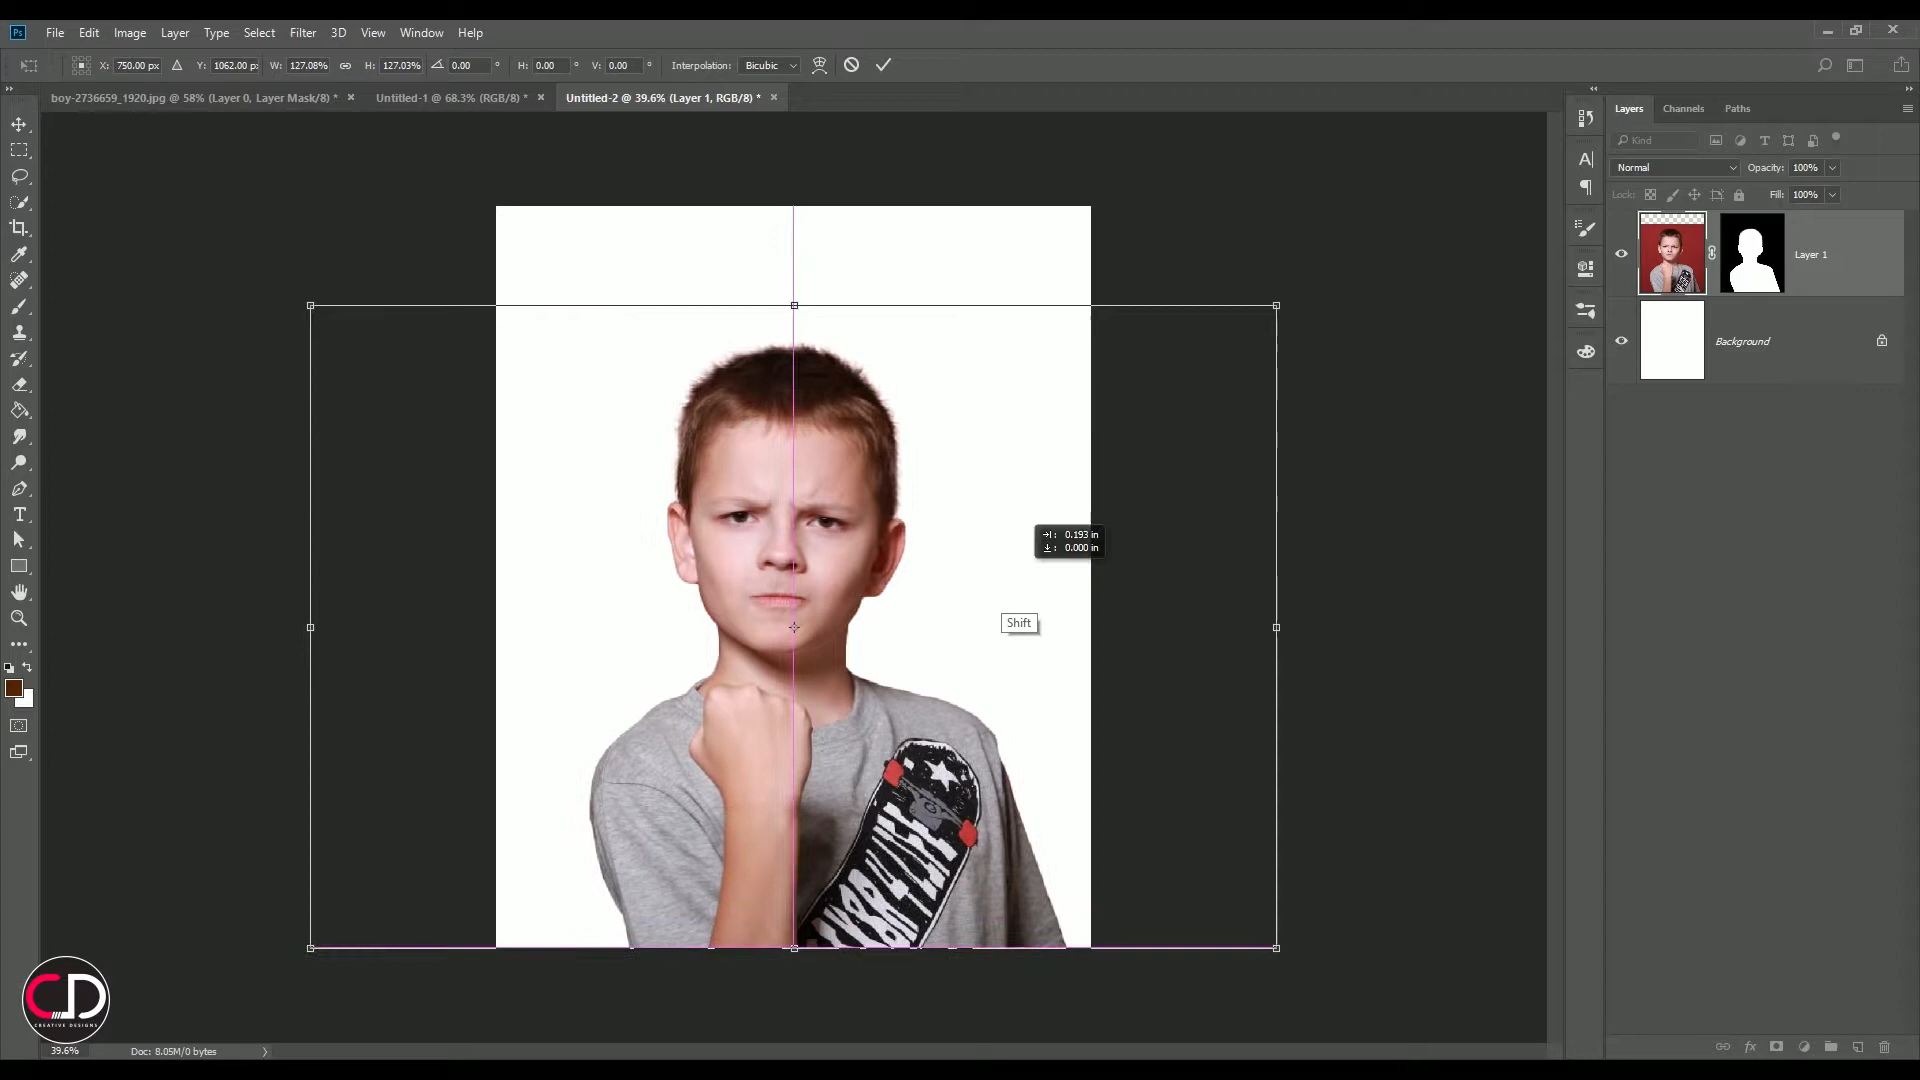 Ps File Edit Image Layer Type Select Filter 3D View Window Help
X: 750.00 px Y: 1062.00 px W: 127.08% H: 127.03% 0.00 ° H: 0.00 ° V: 0.00 ° Interpolation: Bicubic
boy-2736659_1920.jpg @ 58% (Layer 0, Layer Mask/8) * × Untitled-1 @ 68.3% (RGB/8) * × Untitled-2 @ 39.6% (Layer 1, RGB/8) * ×
Layers Channels Paths
Kind
Normal Opacity: 100%
Lock: Fill: 100%
Layer 1
Background
0.193 in
0.000 in
Shift
CD
CREATIVE DESIGNS
39.6% Doc: 8.05M/0 bytes